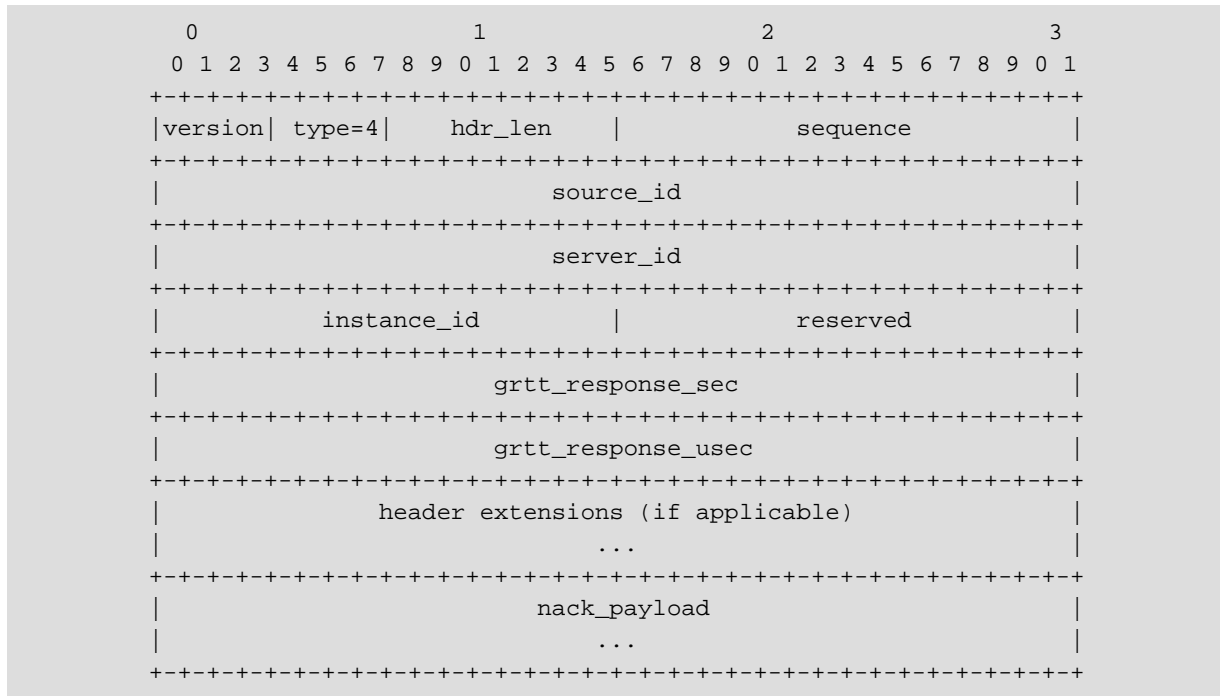 0                   1                   2                   3
0 1 2 3 4 5 6 7 8 9 0 1 2 3 4 5 6 7 8 9 0 1 2 3 4 5 6 7 8 9 0 1
+-+-+-+-+-+-+-+-+-+-+-+-+-+-+-+-+-+-+-+-+-+-+-+-+-+-+-+-+-+-+-+-+
|version| type=4|    hdr_len    |            sequence           |
+-+-+-+-+-+-+-+-+-+-+-+-+-+-+-+-+-+-+-+-+-+-+-+-+-+-+-+-+-+-+-+-+
|                           source_id                           |
+-+-+-+-+-+-+-+-+-+-+-+-+-+-+-+-+-+-+-+-+-+-+-+-+-+-+-+-+-+-+-+-+
|                           server_id                           |
+-+-+-+-+-+-+-+-+-+-+-+-+-+-+-+-+-+-+-+-+-+-+-+-+-+-+-+-+-+-+-+-+
|           instance_id         |            reserved           |
+-+-+-+-+-+-+-+-+-+-+-+-+-+-+-+-+-+-+-+-+-+-+-+-+-+-+-+-+-+-+-+-+
|                       grtt_response_sec                       |
+-+-+-+-+-+-+-+-+-+-+-+-+-+-+-+-+-+-+-+-+-+-+-+-+-+-+-+-+-+-+-+-+
|                       grtt_response_usec                      |
+-+-+-+-+-+-+-+-+-+-+-+-+-+-+-+-+-+-+-+-+-+-+-+-+-+-+-+-+-+-+-+-+
|               header extensions (if applicable)               |
|                              ...                              |
+-+-+-+-+-+-+-+-+-+-+-+-+-+-+-+-+-+-+-+-+-+-+-+-+-+-+-+-+-+-+-+-+
|                          nack_payload                         |
|                              ...                              |
+-+-+-+-+-+-+-+-+-+-+-+-+-+-+-+-+-+-+-+-+-+-+-+-+-+-+-+-+-+-+-+-+